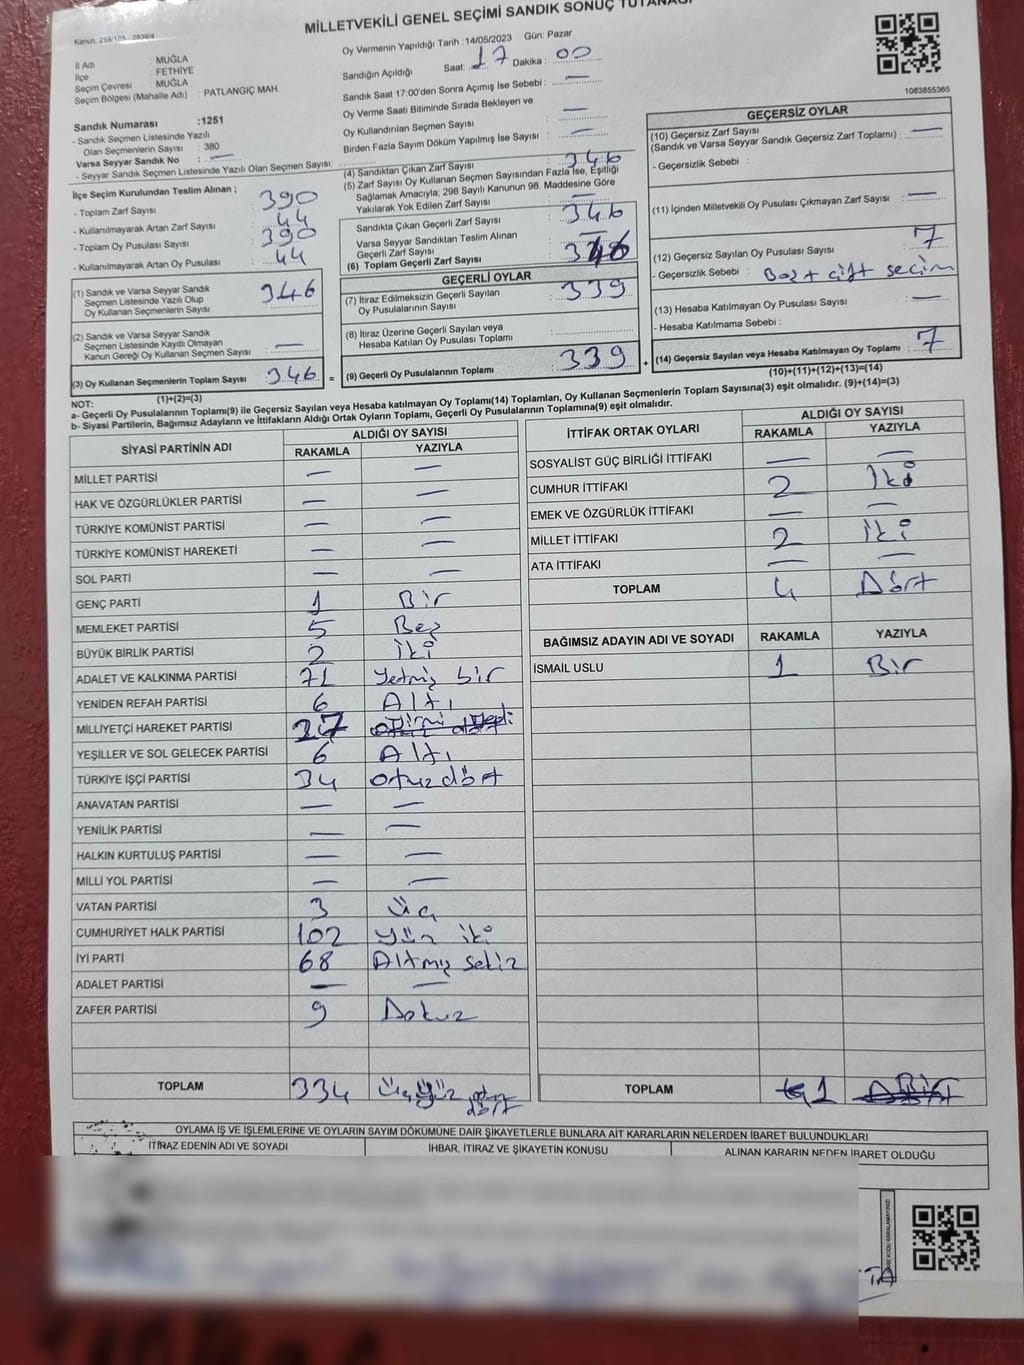 MİLLETVEKİLİ GENEL SEÇİMİ SANDIK SONUÇ TUTANAĞI
Kanun, 298/105 - 2839/4
İl Adı : MUĞLA
İlçe : FETHİYE
Seçim Çevresi : MUĞLA
Seçim Bölgesi (Mahalle Adı) : PATLANGIÇ MAH.
Sandık Numarası :1251
- Sandık Seçmen Listesinde Yazılı
Olan Seçmenlerin Sayısı : 380
Varsa Seyyar Sandık No : —
- Seyyar Sandık Seçmen Listesinde Yazılı Olan Seçmen Sayısı:
Oy Vermenin Yapıldığı Tarih : 14/05/2023 Gün: Pazar
Sandığın Açıldığı Saat: 17 Dakika : 00
Sandık Saat 17:00'den Sonra Açılmış İse Sebebi : —
Oy Verme Saati Bitiminde Sırada Bekleyen ve
Oy Kullandırılan Seçmen Sayısı : —
Birden Fazla Sayım Döküm Yapılmış İse Sayısı : —
1083855365
İlçe Seçim Kurulundan Teslim Alınan ;
- Toplam Zarf Sayısı : 390
- Kullanılmayarak Artan Zarf Sayısı : 44
- Toplam Oy Pusulası Sayısı : 390
- Kullanılmayarak Artan Oy Pusulası : 44
(1) Sandık ve Varsa Seyyar Sandık
Seçmen Listesinde Yazılı Olup
Oy Kullanan Seçmenlerin Sayısı : 346
(2) Sandık ve Varsa Seyyar Sandık
Seçmen Listesinde Kayıtlı Olmayan
Kanun Gereği Oy Kullanan Seçmen Sayısı : —
(3) Oy Kullanan Seçmenlerin Toplam Sayısı : 346
(1)+(2)=(3)
(4) Sandıktan Çıkan Zarf Sayısı : 346
(5) Zarf Sayısı Oy Kullanan Seçmen Sayısından Fazla İse, Eşitliği
Sağlamak Amacıyla; 298 Sayılı Kanunun 98. Maddesine Göre
Yakılarak Yok Edilen Zarf Sayısı : —
Sandıkta Çıkan Geçerli Zarf Sayısı : 346
Varsa Seyyar Sandıktan Teslim Alınan
Geçerli Zarf Sayısı : —
(6) Toplam Geçerli Zarf Sayısı : 346
GEÇERLİ OYLAR
(7) İtiraz Edilmeksizin Geçerli Sayılan
Oy Pusulalarının Sayısı : 339
(8) İtiraz Üzerine Geçerli Sayılan veya
Hesaba Katılan Oy Pusulası Toplamı :
= (9) Geçerli Oy Pusulalarının Toplamı : 339 +
GEÇERSİZ OYLAR
(10) Geçersiz Zarf Sayısı
(Sandık ve Varsa Seyyar Sandık Geçersiz Zarf Toplamı) : —
- Geçersizlik Sebebi :
(11) İçinden Milletvekili Oy Pusulası Çıkmayan Zarf Sayısı : —
(12) Geçersiz Sayılan Oy Pusulası Sayısı : 7
- Geçersizlik Sebebi : Boş + çift seçim
(13) Hesaba Katılmayan Oy Pusulası Sayısı : —
- Hesaba Katılmama Sebebi :
(14) Geçersiz Sayılan veya Hesaba Katılmayan Oy Toplamı : 7
(10)+(11)+(12)+(13)=(14)
NOT:
a- Geçerli Oy Pusulalarının Toplamı(9) ile Geçersiz Sayılan veya Hesaba katılmayan Oy Toplamı(14) Toplamları, Oy Kullanan Seçmenlerin Toplam Sayısına(3) eşit olmalıdır. (9)+(14)=(3)
b- Siyasi Partilerin, Bağımsız Adayların ve İttifakların Aldığı Ortak Oyların Toplamı, Geçerli Oy Pusulalarının Toplamına(9) eşit olmalıdır.
SİYASİ PARTİNİN ADI ALDIĞI OY SAYISI
RAKAMLA YAZIYLA
MİLLET PARTİSİ — —
HAK VE ÖZGÜRLÜKLER PARTİSİ — —
TÜRKİYE KOMÜNİST PARTİSİ — —
TÜRKİYE KOMÜNİST HAREKETİ — —
SOL PARTİ — —
GENÇ PARTİ 1 Bir
MEMLEKET PARTİSİ 5 Beş
BÜYÜK BİRLİK PARTİSİ 2 İki
ADALET VE KALKINMA PARTİSİ 71 Yetmiş bir
YENİDEN REFAH PARTİSİ 6 Altı
MİLLİYETÇİ HAREKET PARTİSİ 27
YEŞİLLER VE SOL GELECEK PARTİSİ 6 Altı
TÜRKİYE İŞÇİ PARTİSİ 34 Otuz dört
ANAVATAN PARTİSİ — —
YENİLİK PARTİSİ — —
HALKIN KURTULUŞ PARTİSİ — —
MİLLİ YOL PARTİSİ — —
VATAN PARTİSİ 3 Üç
CUMHURİYET HALK PARTİSİ 102 Yüz iki
İYİ PARTİ 68 Altmış sekiz
ADALET PARTİSİ — —
ZAFER PARTİSİ 9 Dokuz
TOPLAM 334 Üç yüz otuz dört
İTTİFAK ORTAK OYLARI ALDIĞI OY SAYISI
RAKAMLA YAZIYLA
SOSYALİST GÜÇ BİRLİĞİ İTTİFAKI — —
CUMHUR İTTİFAKI 2 İki
EMEK VE ÖZGÜRLÜK İTTİFAKI — —
MİLLET İTTİFAKI 2 İki
ATA İTTİFAKI — —
TOPLAM 4 Dört
BAĞIMSIZ ADAYIN ADI VE SOYADI RAKAMLA YAZIYLA
İSMAİL USLU 1 Bir
TOPLAM 1 Bir
OYLAMA İŞ VE İŞLEMLERİNE VE OYLARIN SAYIM DÖKÜMÜNE DAİR ŞİKAYETLERLE BUNLARA AİT KARARLARIN NELERDEN İBARET BULUNDUKLARI
İTİRAZ EDENİN ADI VE SOYADI İHBAR, İTİRAZ VE ŞİKAYETİN KONUSU ALINAN KARARIN NEDEN İBARET OLDUĞU